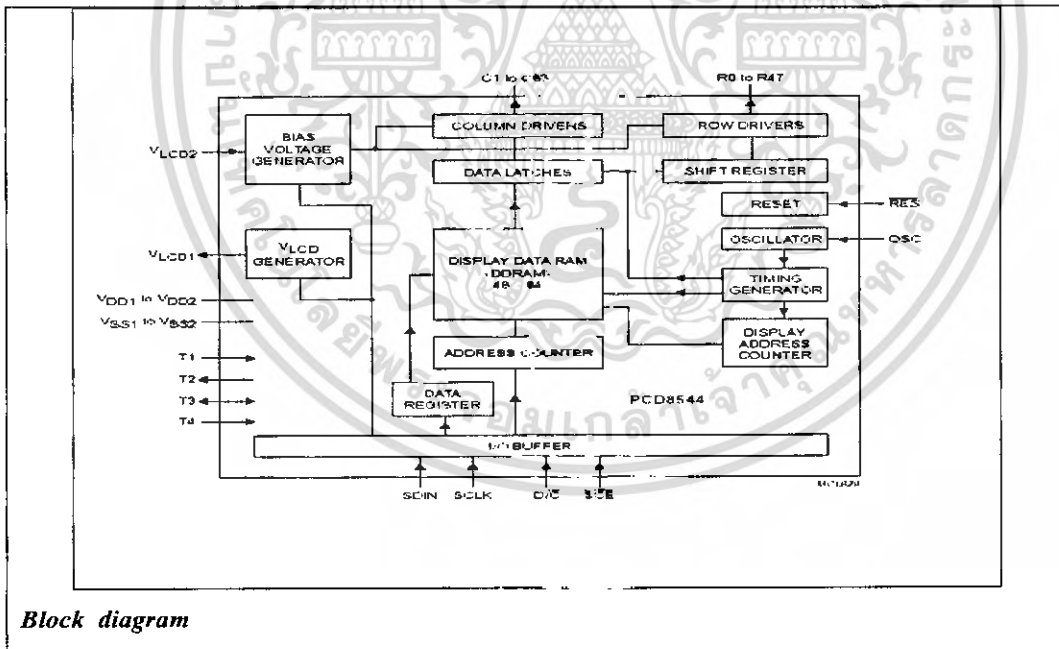 C1 to C83
R0 to R47
COLUMN DRIVERS
ROW DRIVERS
BIAS
VOLTAGE
GENERATOR
VLCD2
DATA LATCHES
SHIFT REGISTER
RESET
RES
OSCILLATOR
OSC
VLCD
GENERATOR
VLCD1
DISPLAY DATA RAM
(DDRAM)
48 84
TIMING
GENERATOR
VDD1 to VDD2
VSS1 to VSS2
DISPLAY
ADDRESS
COUNTER
ADDRESS COUNTER
T1
T2
T3
T4
DATA
REGISTER
PCD8544
I/O BUFFER
SDIN SCLK D/C SCE
Block diagram